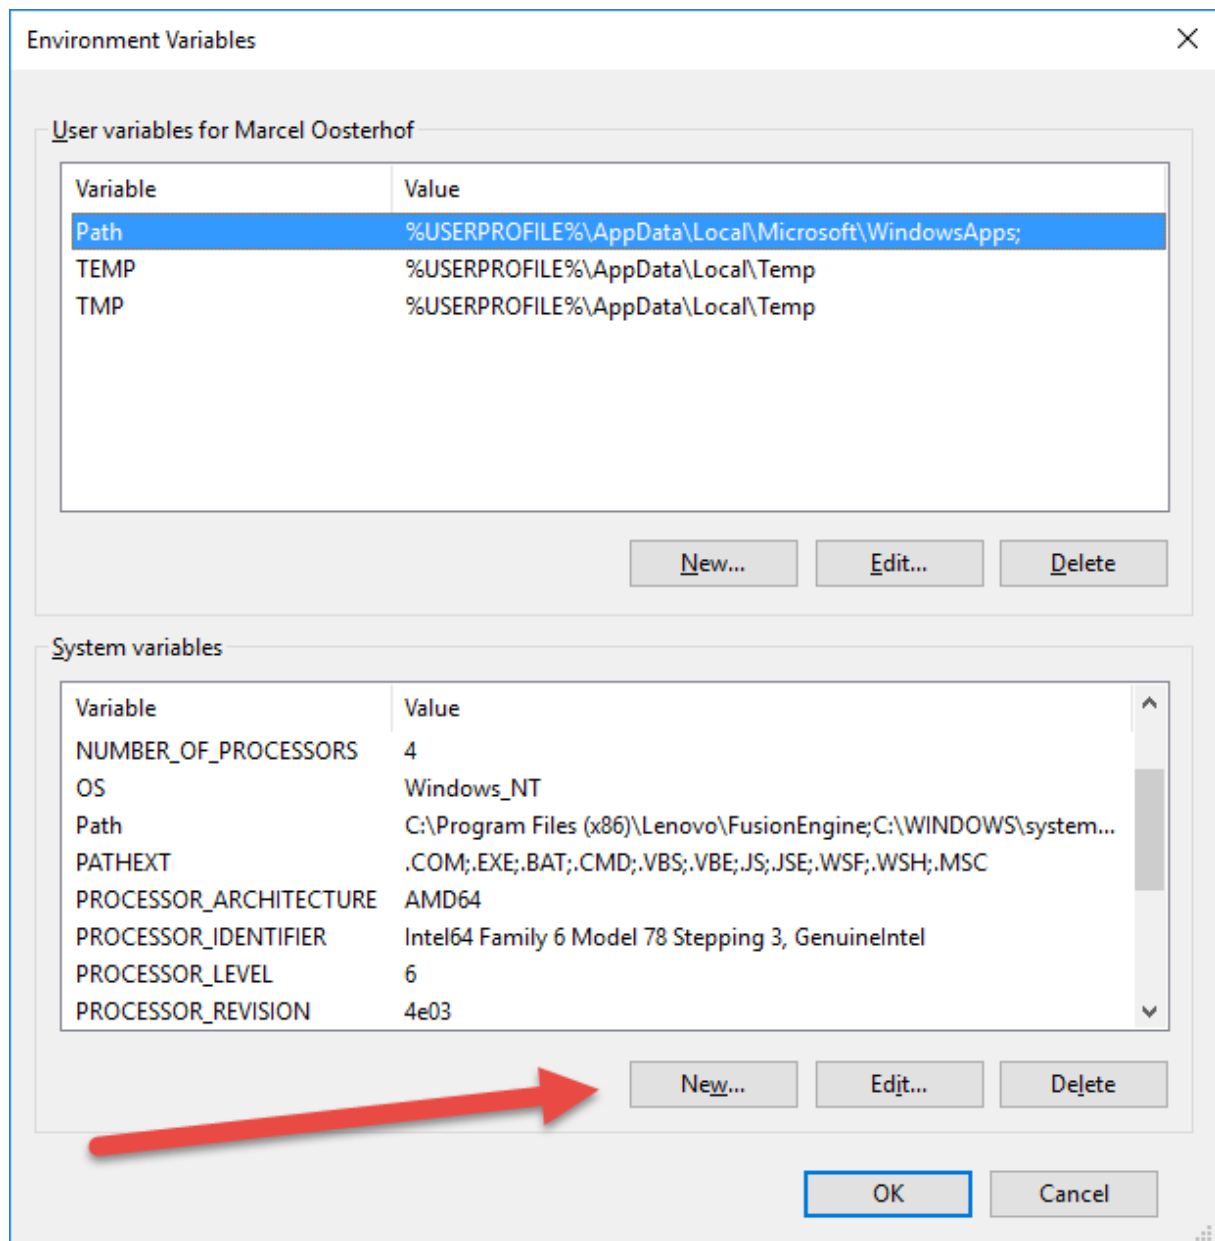 Environment Variables
User variables for Marcel Oosterhof
Variable Value
Path %USERPROFILE%\AppData\Local\Microsoft\WindowsApps;
TEMP %USERPROFILE%\AppData\Local\Temp
TMP %USERPROFILE%\AppData\Local\Temp
New... Edit... Delete
System variables
Variable Value
NUMBER_OF_PROCESSORS 4
OS Windows_NT
Path C:\Program Files (x86)\Lenovo\FusionEngine;C:\WINDOWS\system...
PATHEXT .COM;.EXE;.BAT;.CMD;.VBS;.VBE;.JS;.JSE;.WSF;.WSH;.MSC
PROCESSOR_ARCHITECTURE AMD64
PROCESSOR_IDENTIFIER Intel64 Family 6 Model 78 Stepping 3, GenuineIntel
PROCESSOR_LEVEL 6
PROCESSOR_REVISION 4e03
New... Edit... Delete
OK Cancel